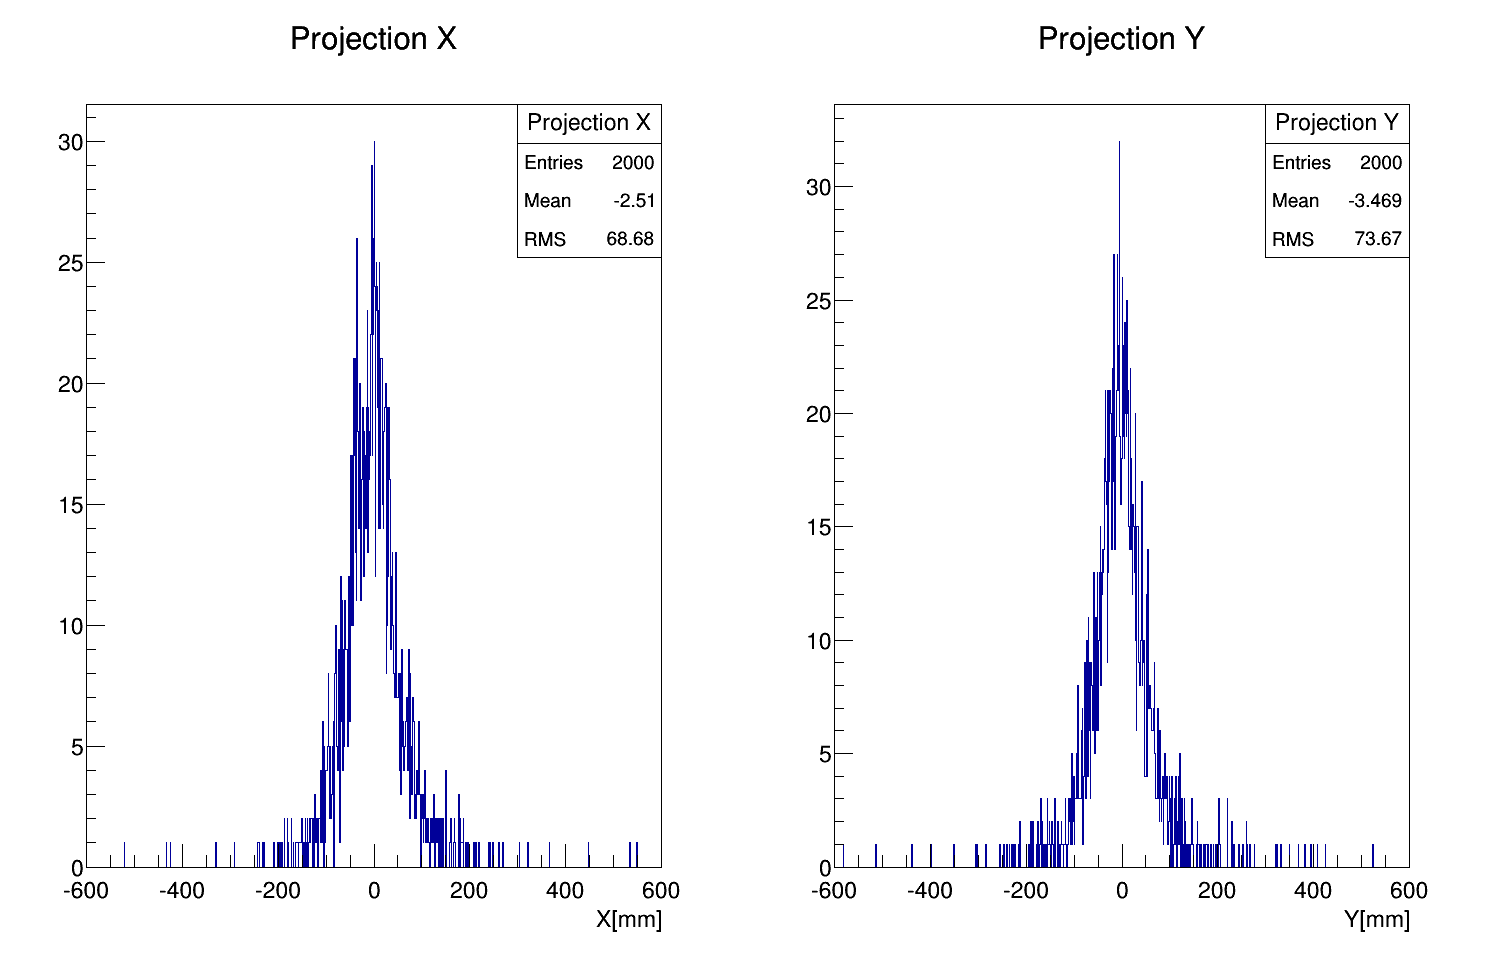 Projection X
Projection Y
Projection X
Entries 2000
Mean -2.51
RMS 68.68
30
25
20
15
10
5
0
-600 -400 -200 0 200 400 600
X[mm]
Projection Y
Entries 2000
Mean -3.469
RMS 73.67
30
25
20
15
10
5
0
-600 -400 -200 0 200 400 600
Y[mm]